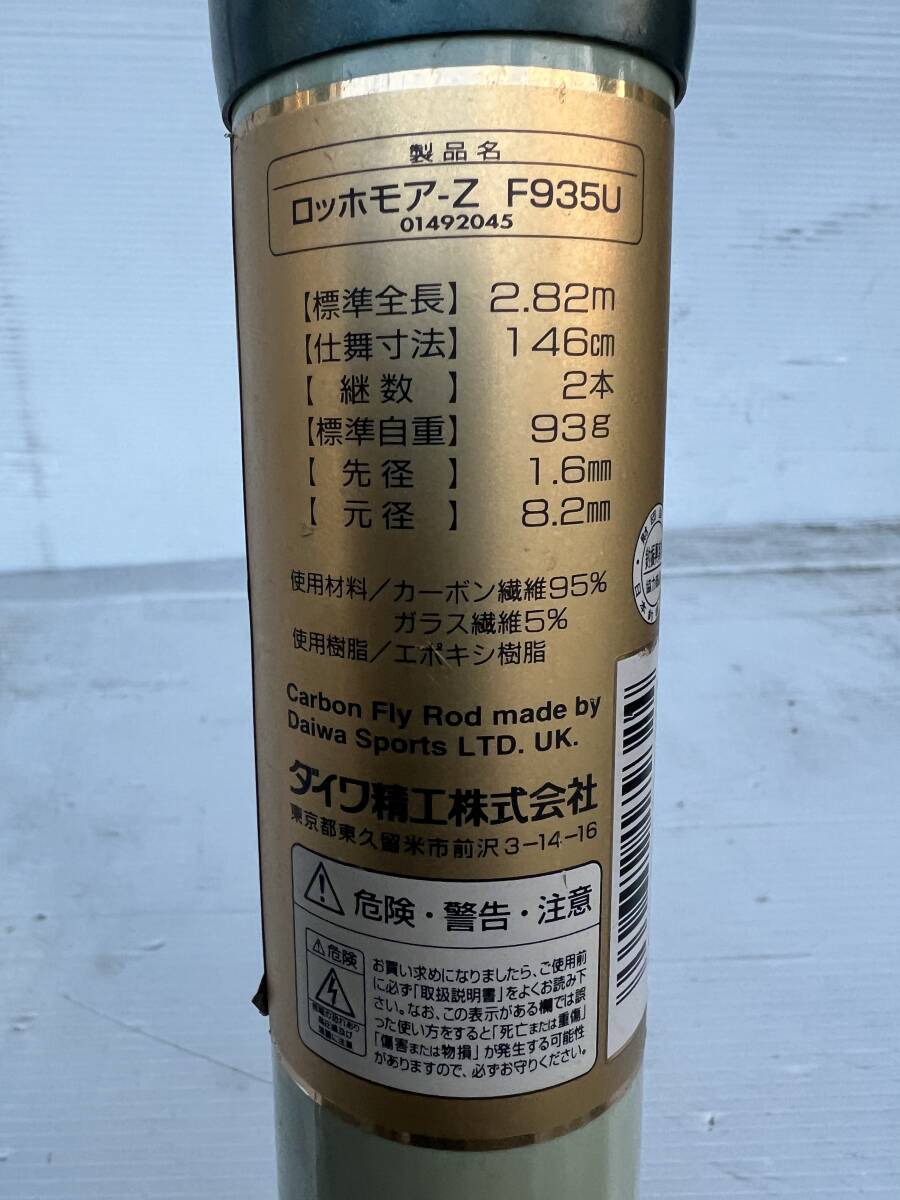 製品名
ロッホモア-Z F935U
01492045
【標準全長】 2.82m
【仕舞寸法】 146cm
【 継数 】 2本
【標準自重】 93g
【 先径 】 1.6mm
【 元径 】 8.2mm
使用材料/カーボン繊維95%
ガラス繊維5%
使用樹脂/エポキシ樹脂
Carbon Fly Rod made by
Daiwa Sports LTD. UK.
ダイワ精工株式会社
東京都東久留米市前沢3-14-16
危険・警告・注意
危険
お買い求めになりましたら、ご使用前
に必ず「取扱説明書」をよくお読み下
さい。なお、この表示がある欄では誤
った使い方をすると「死亡または重傷」
「傷害または物損」が発生する可能性
がありますので、必ずお守りください。